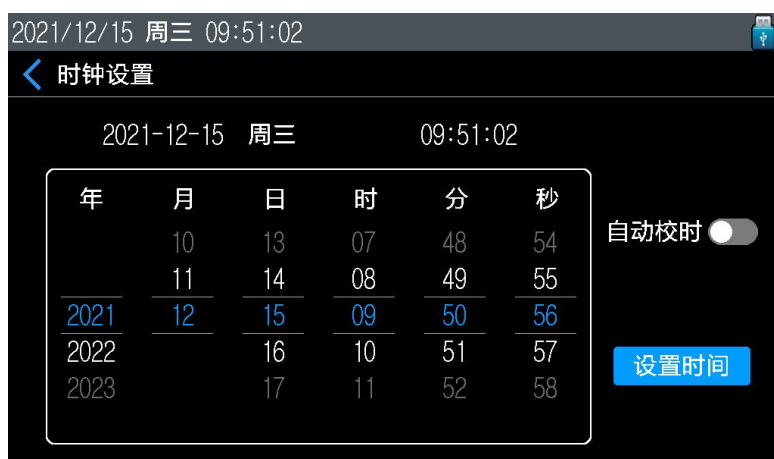 2021/12/15 周三 09:51:02
时钟设置
2021-12-15 周三 09:51:02
年 月 日 时 分 秒
10 13 07 48 54
自动校时
11 14 08 49 55
2021 12 15 09 50 56
2022 16 10 51 57
设置时间
2023 17 11 52 58